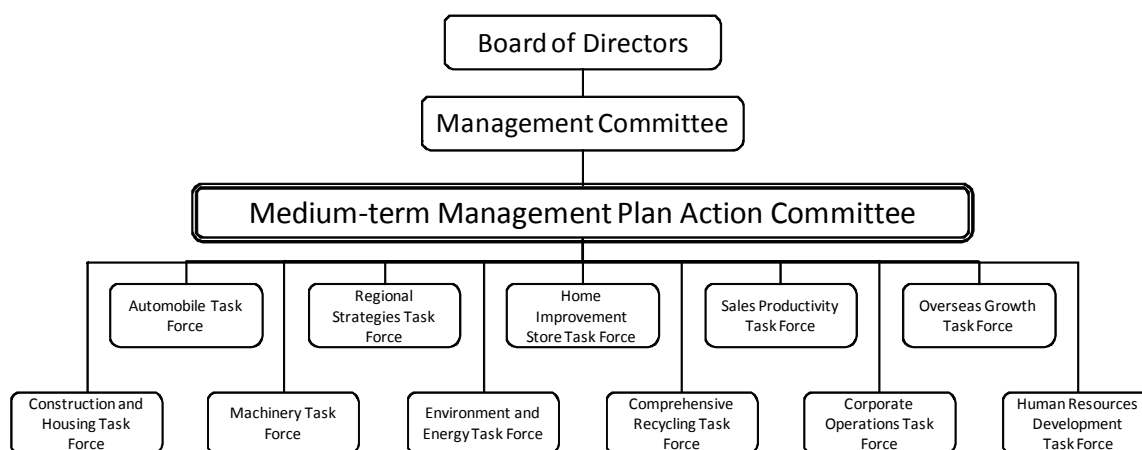 Board of Directors
Management Committee
Medium-term Management Plan Action Committee
Automobile Task
Force
Regional
Strategies Task
Force
Home
Improvement
Store Task Force
Sales Productivity
Task Force
Overseas Growth
Task Force
Construction and
Housing Task
Force
Machinery Task
Force
Environment and
Energy Task Force
Comprehensive
Recycling Task
Force
Corporate
Operations Task
Force
Human Resources
Development
Task Force